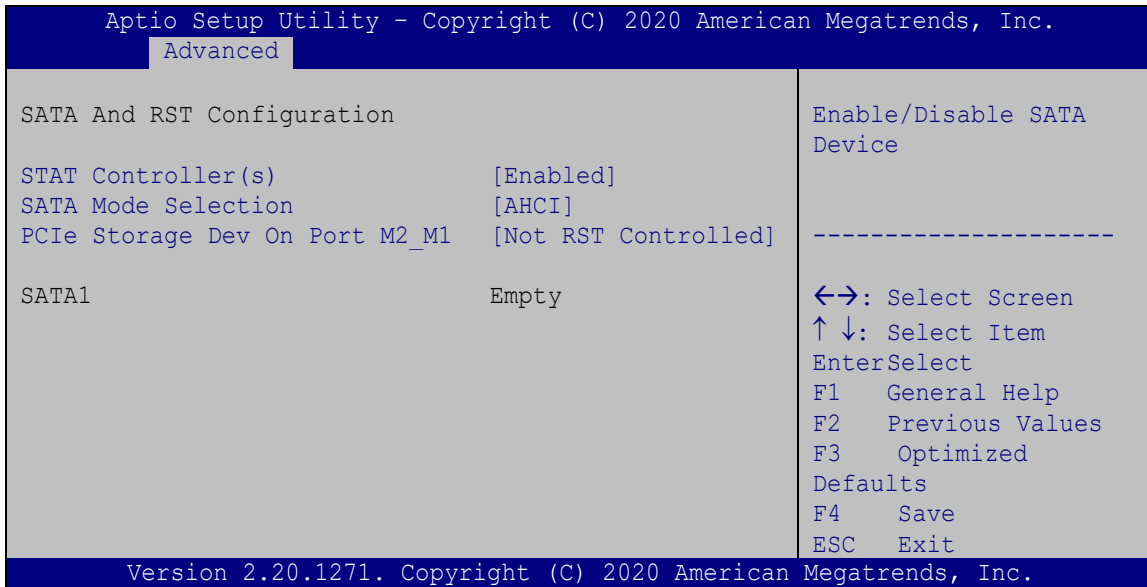 Aptio Setup Utility – Copyright (C) 2020 American Megatrends, Inc.
Advanced
SATA And RST Configuration
STAT Controller(s) [Enabled]
SATA Mode Selection [AHCI]
PCIe Storage Dev On Port M2_M1 [Not RST Controlled]
SATA1 Empty
Enable/Disable SATA
Device
---------------------
←→: Select Screen
↑ ↓: Select Item
EnterSelect
F1 General Help
F2 Previous Values
F3 Optimized
Defaults
F4 Save
ESC Exit
Version 2.20.1271. Copyright (C) 2020 American Megatrends, Inc.